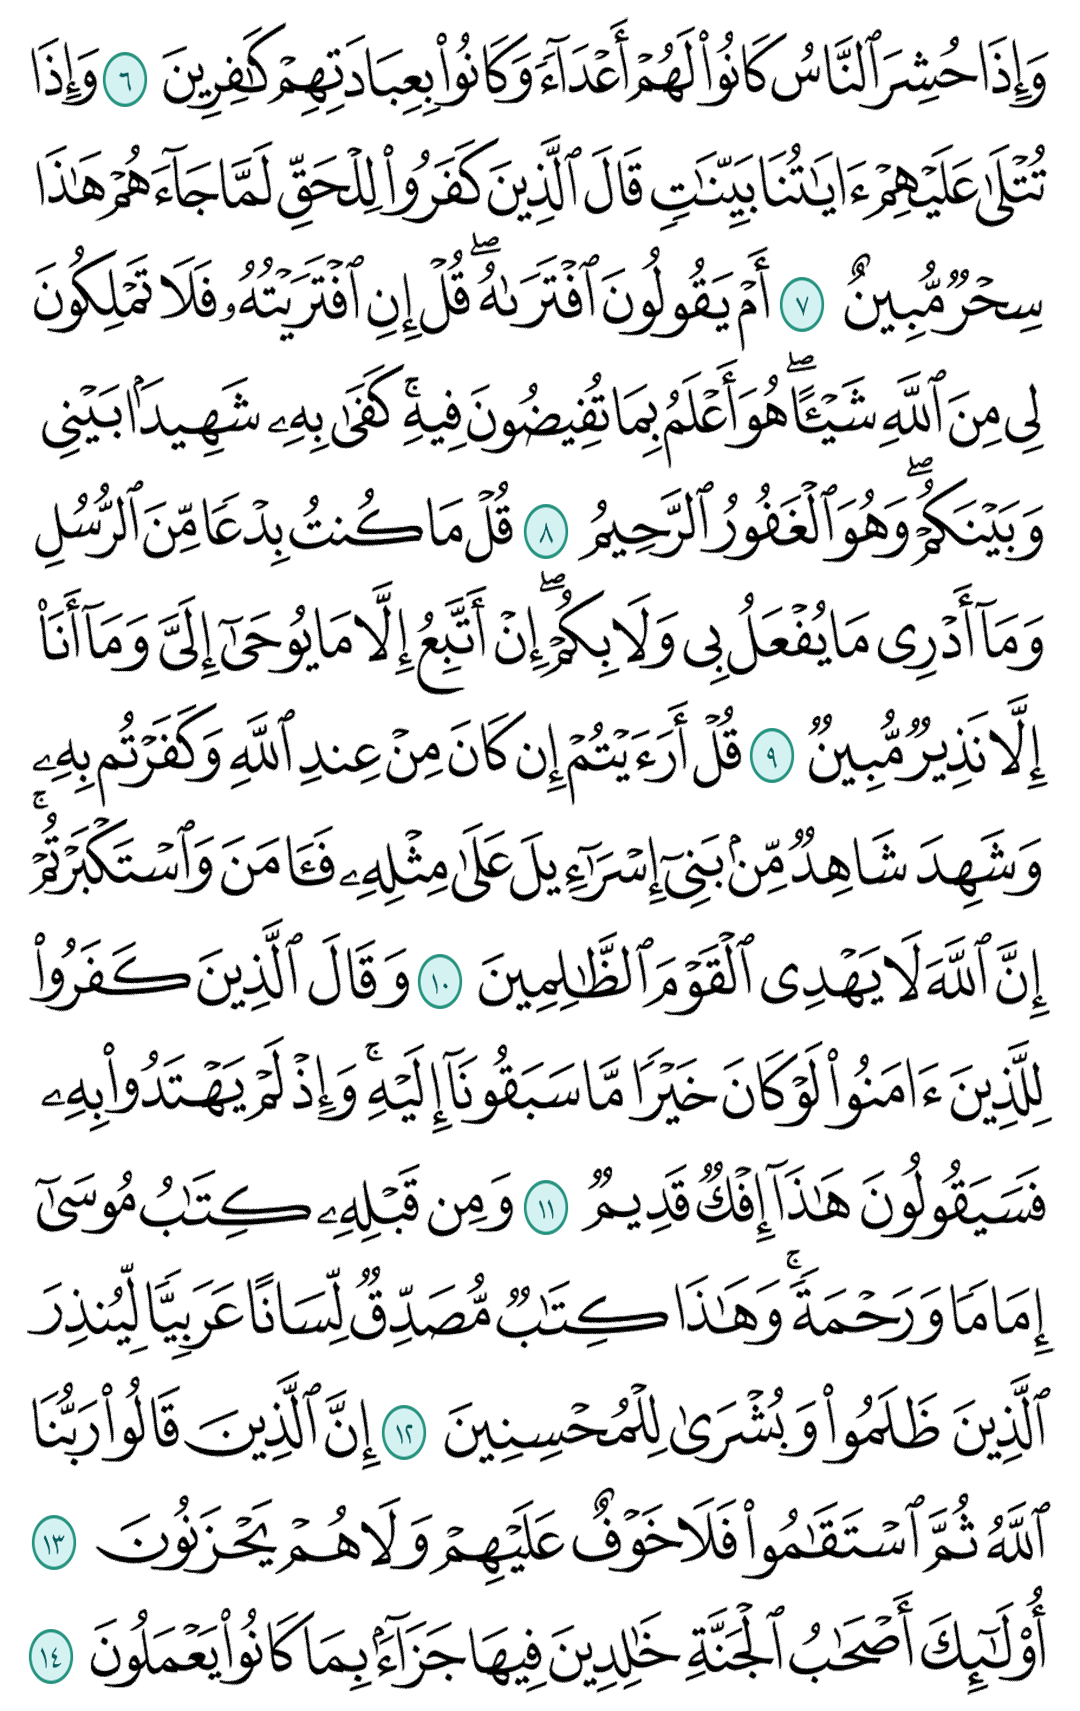 وَإِذَا حُشِرَ ٱلنَّاسُ كَانُوا۟ لَهُمْ أَعْدَآءً وَكَانُوا۟ بِعِبَادَتِهِمْ كَٰفِرِينَ ٦ وَإِذَا
تُتْلَىٰ عَلَيْهِمْ ءَايَٰتُنَا بَيِّنَٰتٍ قَالَ ٱلَّذِينَ كَفَرُوا۟ لِلْحَقِّ لَمَّا جَآءَهُمْ هَٰذَا
سِحْرٌ مُّبِينٌ ٧ أَمْ يَقُولُونَ ٱفْتَرَىٰهُ ۖ قُلْ إِنِ ٱفْتَرَيْتُهُۥ فَلَا تَمْلِكُونَ
لِى مِنَ ٱللَّهِ شَيْـًٔا ۖ هُوَ أَعْلَمُ بِمَا تُفِيضُونَ فِيهِ ۚ كَفَىٰ بِهِۦ شَهِيدًۢا بَيْنِى
وَبَيْنَكُمْ ۖ وَهُوَ ٱلْغَفُورُ ٱلرَّحِيمُ ٨ قُلْ مَا كُنتُ بِدْعًا مِّنَ ٱلرُّسُلِ
وَمَآ أَدْرِى مَا يُفْعَلُ بِى وَلَا بِكُمْ ۖ إِنْ أَتَّبِعُ إِلَّا مَا يُوحَىٰٓ إِلَىَّ وَمَآ أَنَا۠
إِلَّا نَذِيرٌ مُّبِينٌ ٩ قُلْ أَرَءَيْتُمْ إِن كَانَ مِنْ عِندِ ٱللَّهِ وَكَفَرْتُم بِهِۦ
وَشَهِدَ شَاهِدٌ مِّنۢ بَنِىٓ إِسْرَٰٓءِيلَ عَلَىٰ مِثْلِهِۦ فَـَٔامَنَ وَٱسْتَكْبَرْتُمْ ۚ
إِنَّ ٱللَّهَ لَا يَهْدِى ٱلْقَوْمَ ٱلظَّٰلِمِينَ ١٠ وَقَالَ ٱلَّذِينَ كَفَرُوا۟
لِلَّذِينَ ءَامَنُوا۟ لَوْ كَانَ خَيْرًا مَّا سَبَقُونَآ إِلَيْهِ ۚ وَإِذْ لَمْ يَهْتَدُوا۟ بِهِۦ
فَسَيَقُولُونَ هَٰذَآ إِفْكٌ قَدِيمٌ ١١ وَمِن قَبْلِهِۦ كِتَٰبُ مُوسَىٰٓ
إِمَامًا وَرَحْمَةً ۚ وَهَٰذَا كِتَٰبٌ مُّصَدِّقٌ لِّسَانًا عَرَبِيًّا لِّيُنذِرَ
ٱلَّذِينَ ظَلَمُوا۟ وَبُشْرَىٰ لِلْمُحْسِنِينَ ١٢ إِنَّ ٱلَّذِينَ قَالُوا۟ رَبُّنَا
ٱللَّهُ ثُمَّ ٱسْتَقَٰمُوا۟ فَلَا خَوْفٌ عَلَيْهِمْ وَلَا هُمْ يَحْزَنُونَ ١٣
أُو۟لَٰٓئِكَ أَصْحَٰبُ ٱلْجَنَّةِ خَٰلِدِينَ فِيهَا جَزَآءًۢ بِمَا كَانُوا۟ يَعْمَلُونَ ١٤